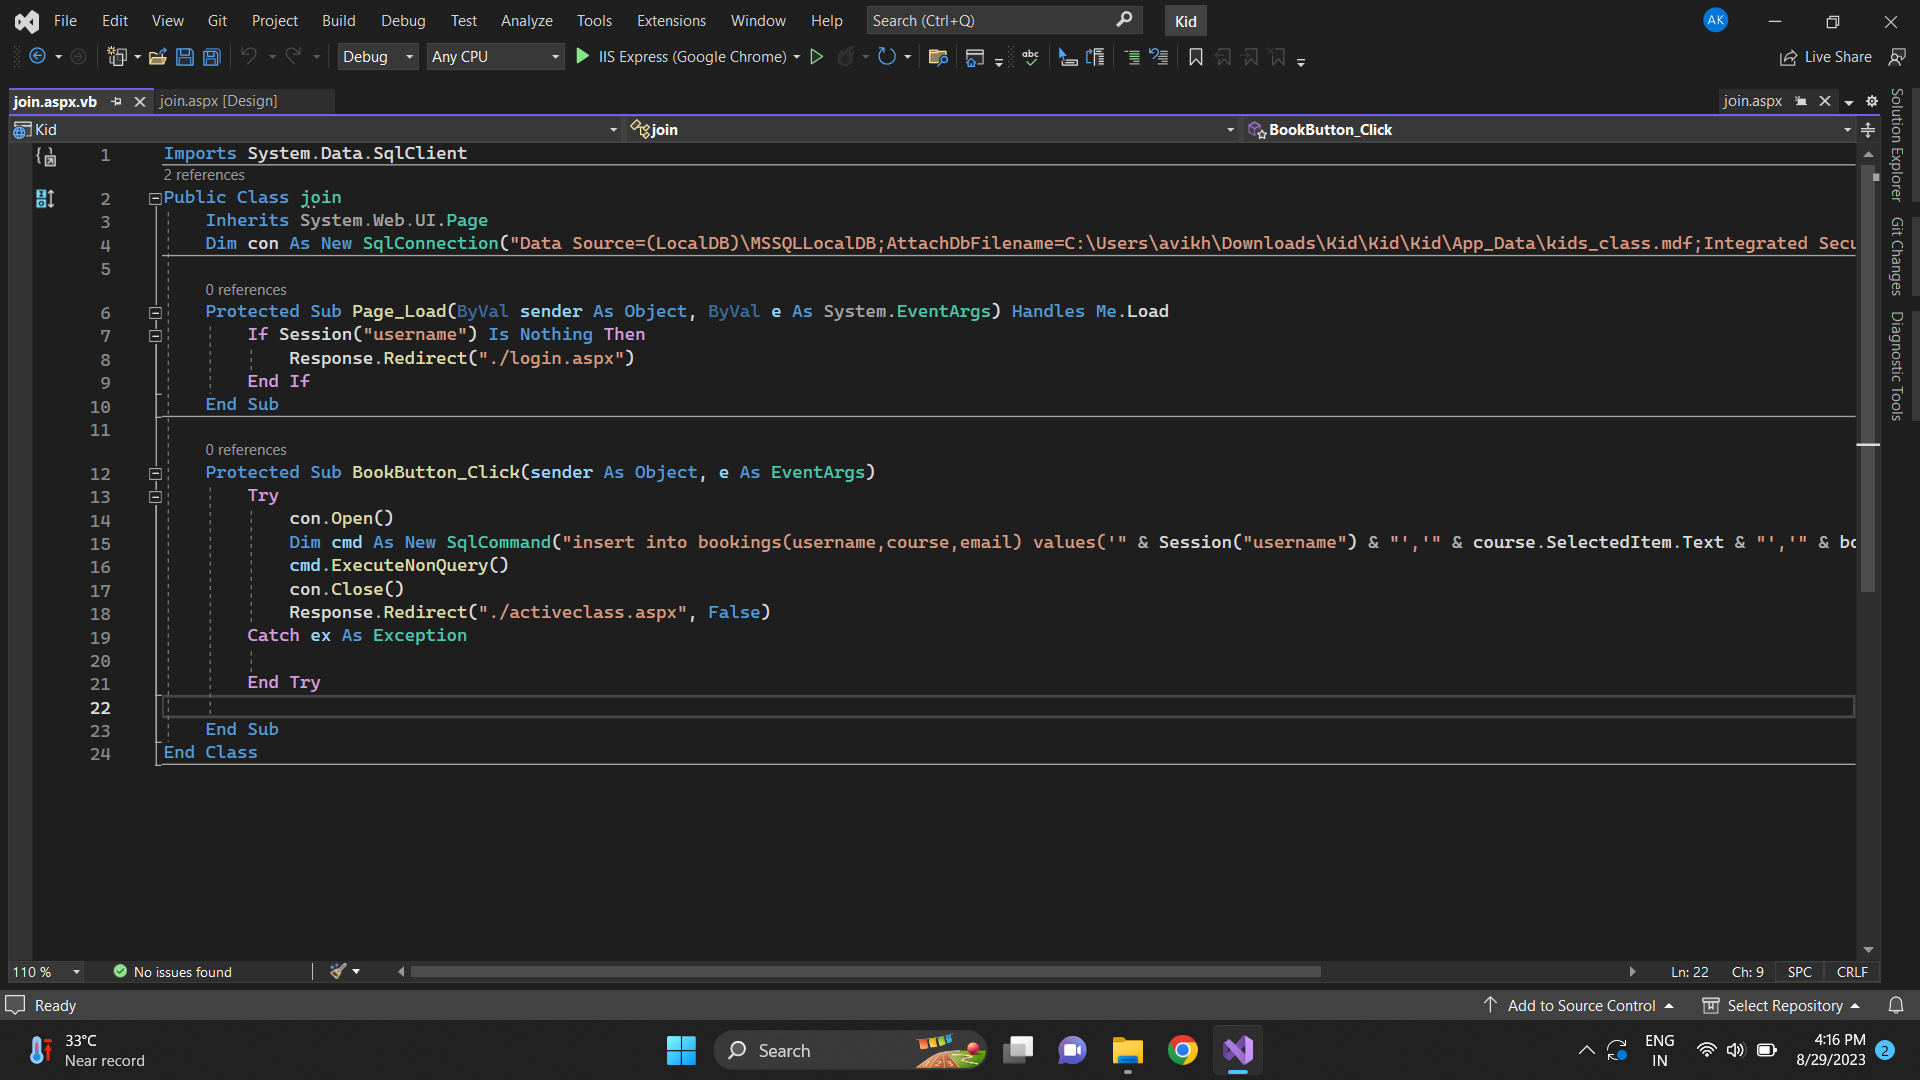 File Edit View Git Project Build Debug Test Analyze Tools Extensions Window Help Search (Ctrl+Q) Kid AK
Debug Any CPU IIS Express (Google Chrome) abc Live Share
join.aspx.vb join.aspx [Design] join.aspx
Kid join BookButton_Click
1 Imports System.Data.SqlClient
2 references
2 Public Class join
3 Inherits System.Web.UI.Page
4 Dim con As New SqlConnection("Data Source=(LocalDB)\MSSQLLocalDB;AttachDbFilename=C:\Users\avikh\Downloads\Kid\Kid\Kid\App_Data\kids_class.mdf;Integrated Secu
5
0 references
6 Protected Sub Page_Load(ByVal sender As Object, ByVal e As System.EventArgs) Handles Me.Load
7 If Session("username") Is Nothing Then
8 Response.Redirect("./login.aspx")
9 End If
10 End Sub
11
0 references
12 Protected Sub BookButton_Click(sender As Object, e As EventArgs)
13 Try
14 con.Open()
15 Dim cmd As New SqlCommand("insert into bookings(username,course,email) values('" & Session("username") & "','" & course.SelectedItem.Text & "','" & bo
16 cmd.ExecuteNonQuery()
17 con.Close()
18 Response.Redirect("./activeclass.aspx", False)
19 Catch ex As Exception
20
21 End Try
22
23 End Sub
24 End Class
Solution Explorer
Git Changes
Diagnostic Tools
110 % No issues found Ln: 22 Ch: 9 SPC CRLF
Ready Add to Source Control Select Repository
33°C
Near record
Search
ENG
IN
4:16 PM
8/29/2023
2